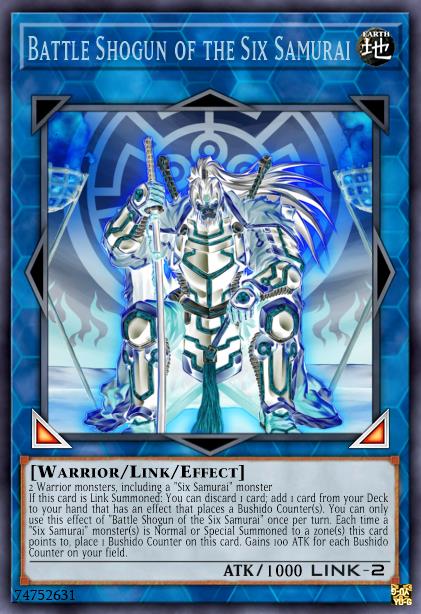 BATTLE SHOGUN OF THE SIX SAMURAI
EARTH
地
[WARRIOR/LINK/EFFECT]
2 Warrior monsters, including a "Six Samurai" monster
If this card is Link Summoned: You can discard 1 card; add 1 card from your Deck
to your hand that has an effect that places a Bushido Counter(s). You can only
use this effect of "Battle Shogun of the Six Samurai" once per turn. Each time a
"Six Samurai" monster(s) is Normal or Special Summoned to a zone(s) this card
points to, place 1 Bushido Counter on this card. Gains 100 ATK for each Bushido
Counter on your field.
ATK/1000 LINK-2
74752631